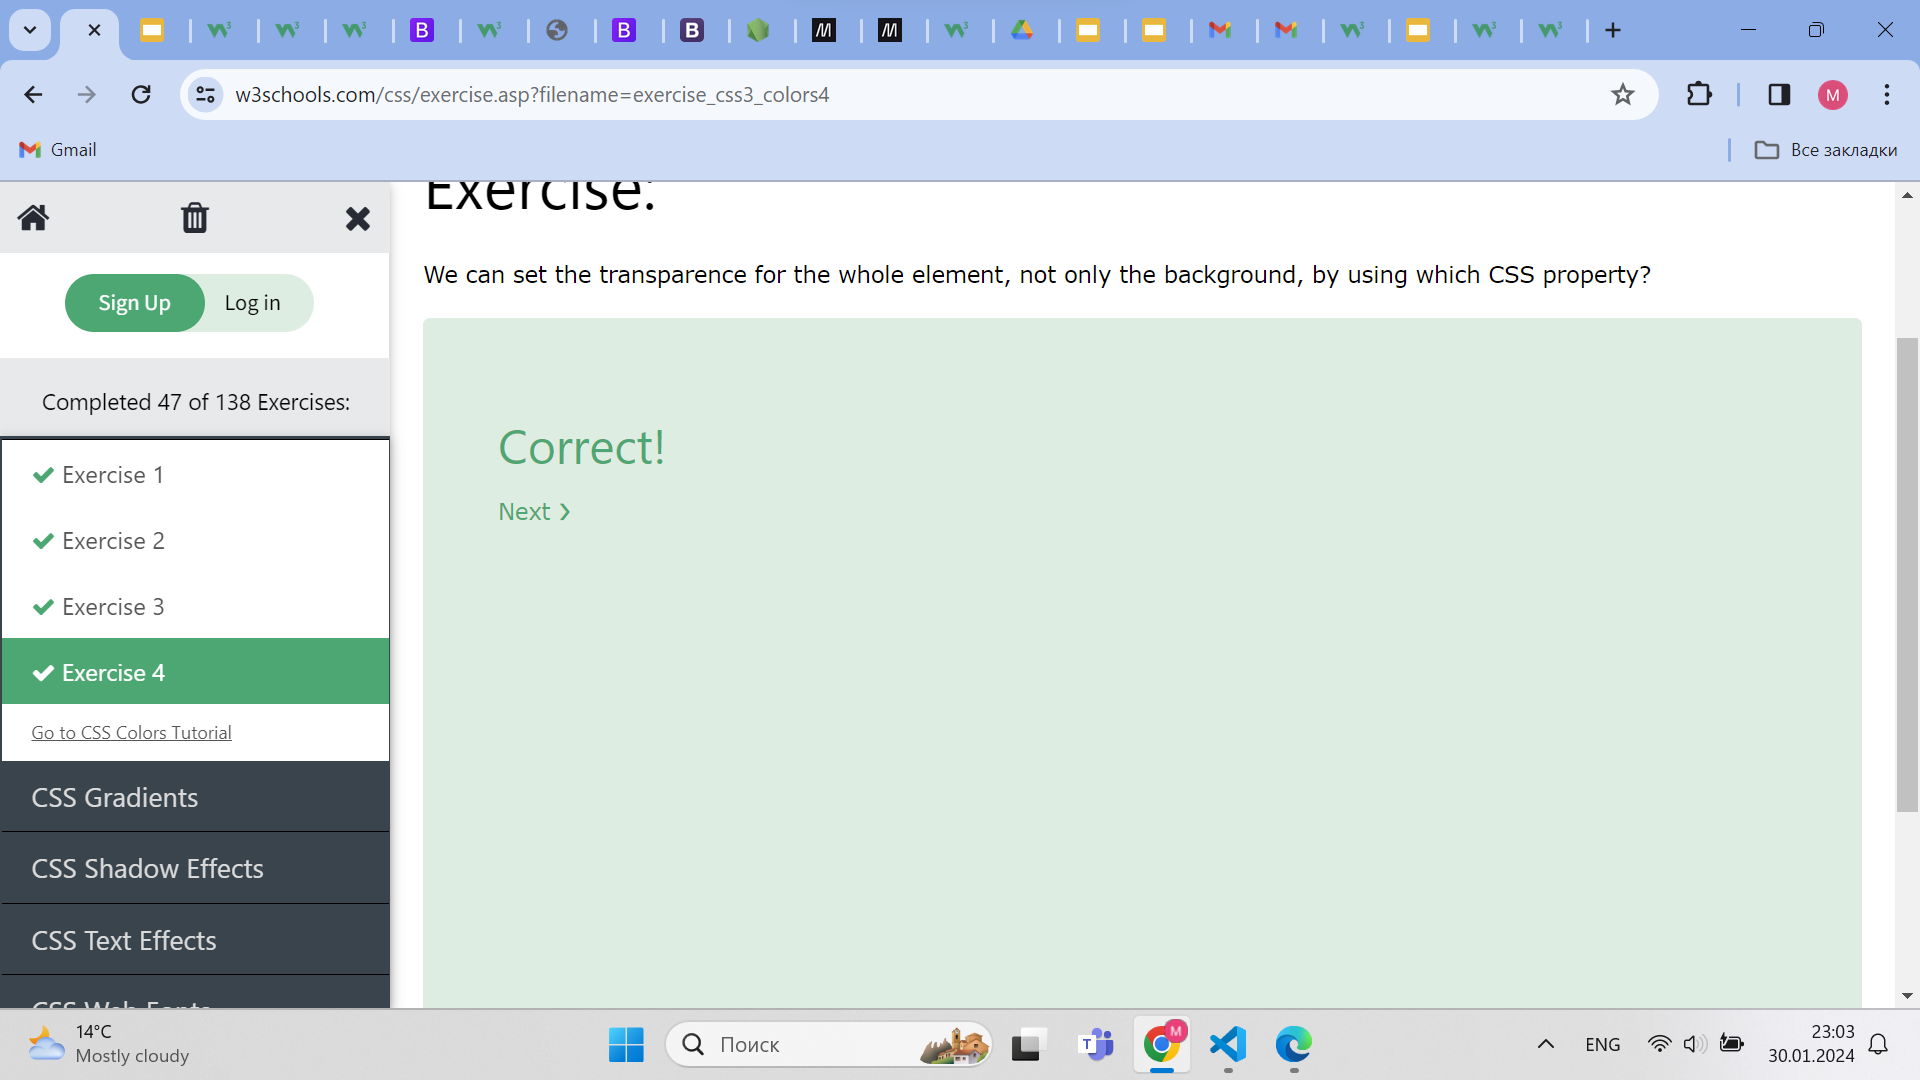 w3schools.com/css/exercise.asp?filename=exercise_css3_colors4
M
Gmail
Все закладки
Exercise:
Sign Up
Log in
We can set the transparence for the whole element, not only the background, by using which CSS property?
Completed 47 of 138 Exercises:
Correct!
Next ❯
Exercise 1
Exercise 2
Exercise 3
Exercise 4
Go to CSS Colors Tutorial
CSS Gradients
CSS Shadow Effects
CSS Text Effects
CSS Web Fonts
14°C
Mostly cloudy
Поиск
M
ENG
23:03
30.01.2024